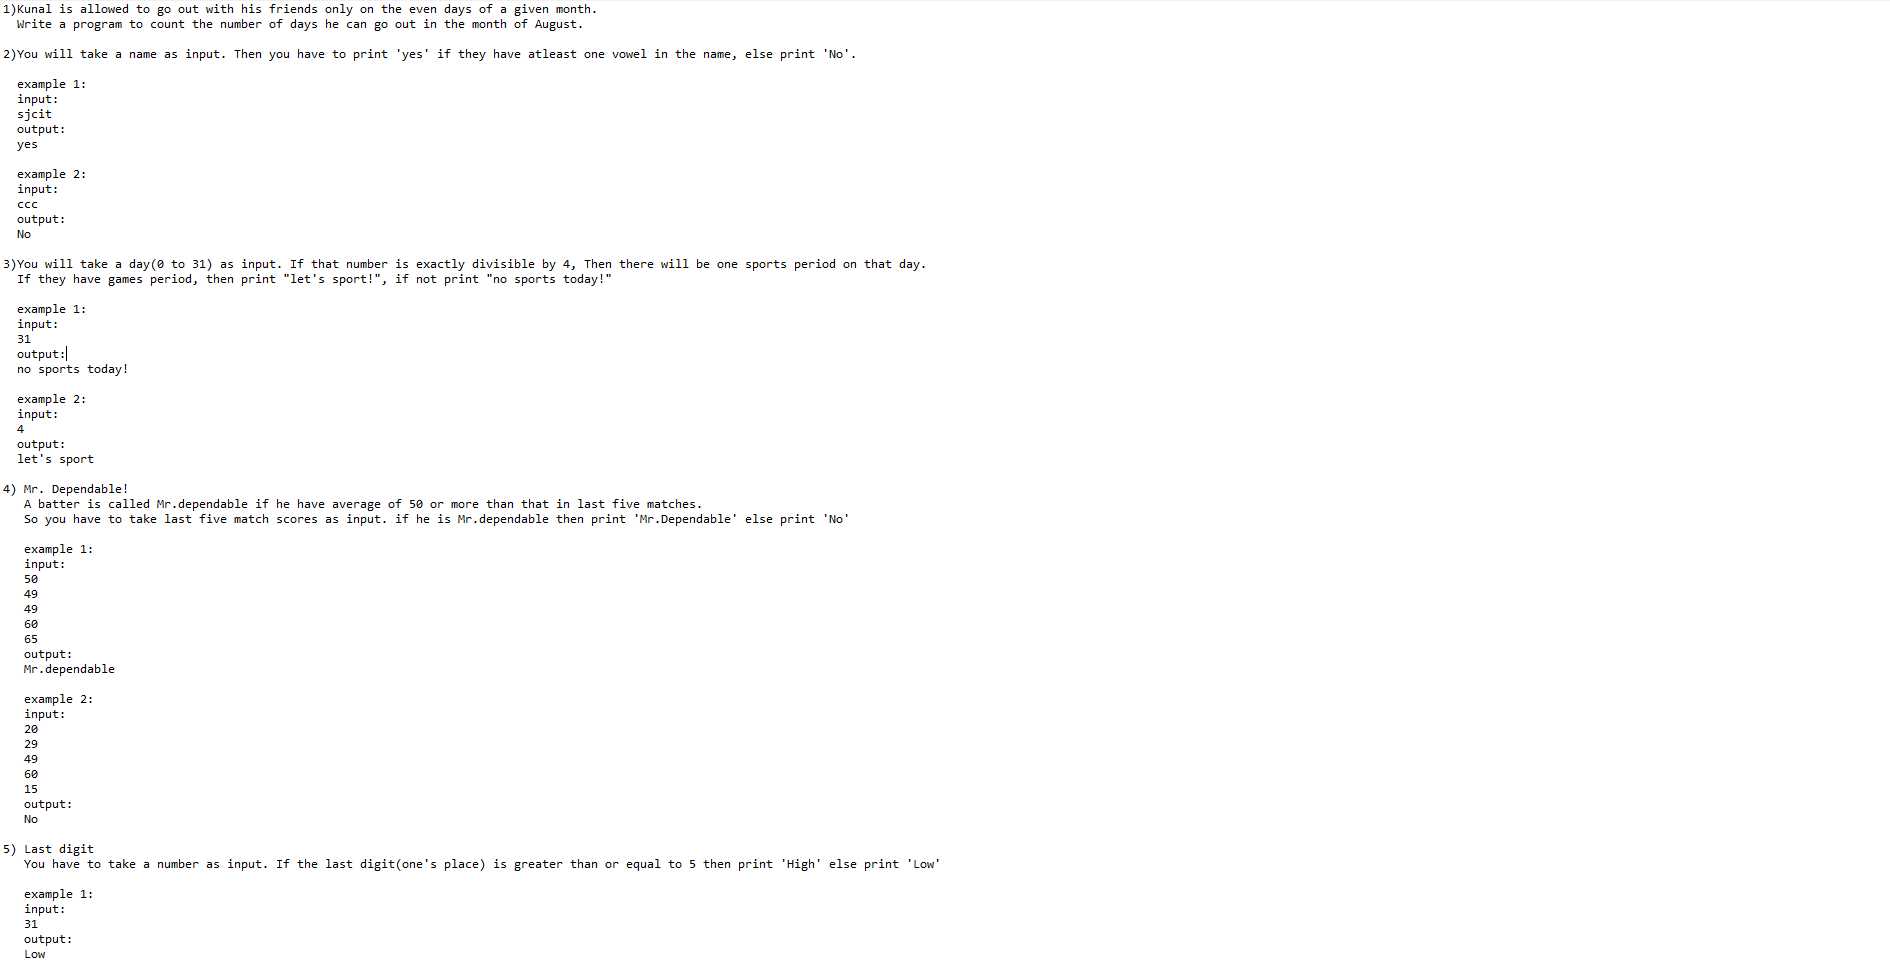 1)Kunal is allowed to go out with his friends only on the even days of a given month.
Write a program to count the number of days he can go out in the month of August.
2)You will take a name as input. Then you have to print 'yes' if they have atleast one vowel in the name, else print 'No'.
example 1:
input:
sjcit
output:
yes
example 2:
input:
ccc
output:
No
3)You will take a day(0 to 31) as input. If that number is exactly divisible by 4, Then there will be one sports period on that day.
If they have games period, then print "let's sport!", if not print "no sports today!"
example 1:
input:
31
output:
no sports today!
example 2:
input:
4
output:
let's sport
4) Mr. Dependable!
A batter is called Mr.dependable if he have average of 50 or more than that in last five matches.
So you have to take last five match scores as input. if he is Mr.dependable then print 'Mr.Dependable' else print 'No'
example 1:
input:
50
49
49
60
65
output:
Mr.dependable
example 2:
input:
20
29
49
60
15
output:
No
5) Last digit
You have to take a number as input. If the last digit(one's place) is greater than or equal to 5 then print 'High' else print 'Low'
example 1:
input:
31
output:
Low